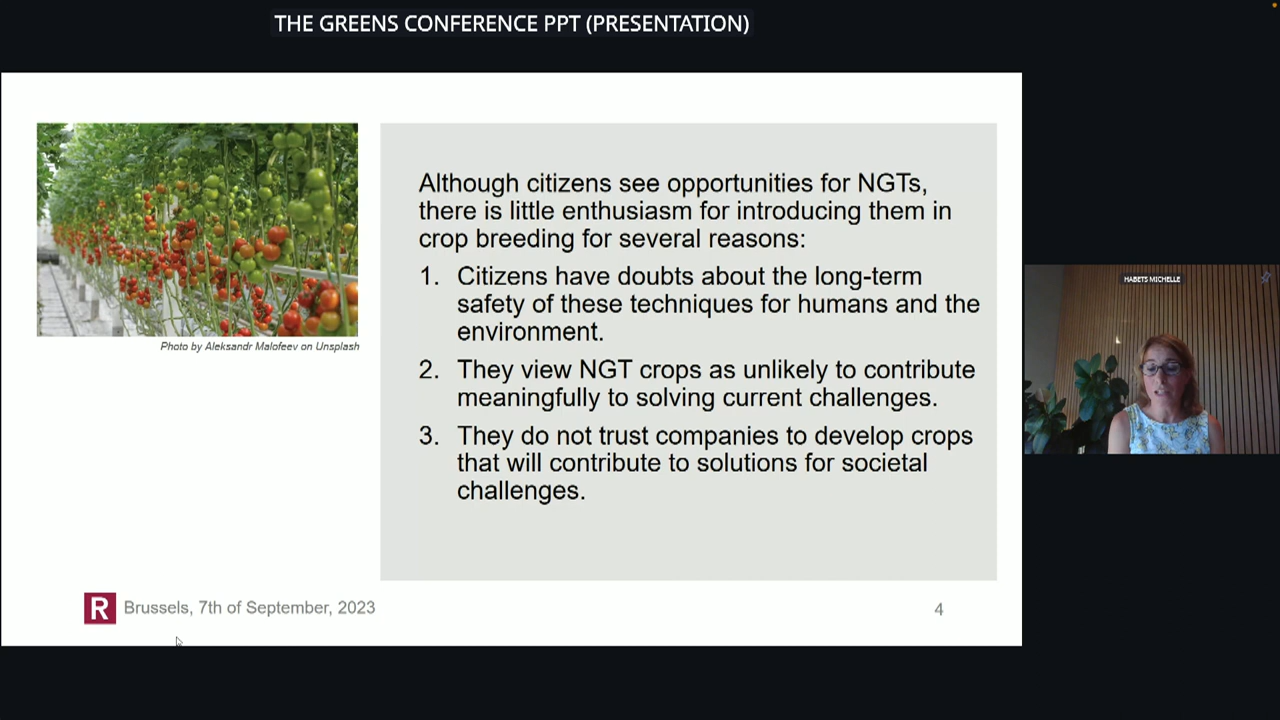 THE GREENS CONFERENCE PPT (PRESENTATION)
Photo by Aleksandr Malofeev on Unsplash
Although citizens see opportunities for NGTs,
there is little enthusiasm for introducing them in
crop breeding for several reasons:
1. Citizens have doubts about the long-term
safety of these techniques for humans and the
environment.
2. They view NGT crops as unlikely to contribute
meaningfully to solving current challenges.
3. They do not trust companies to develop crops
that will contribute to solutions for societal
challenges.
HABETS MICHELLE
R Brussels, 7th of September, 2023
4